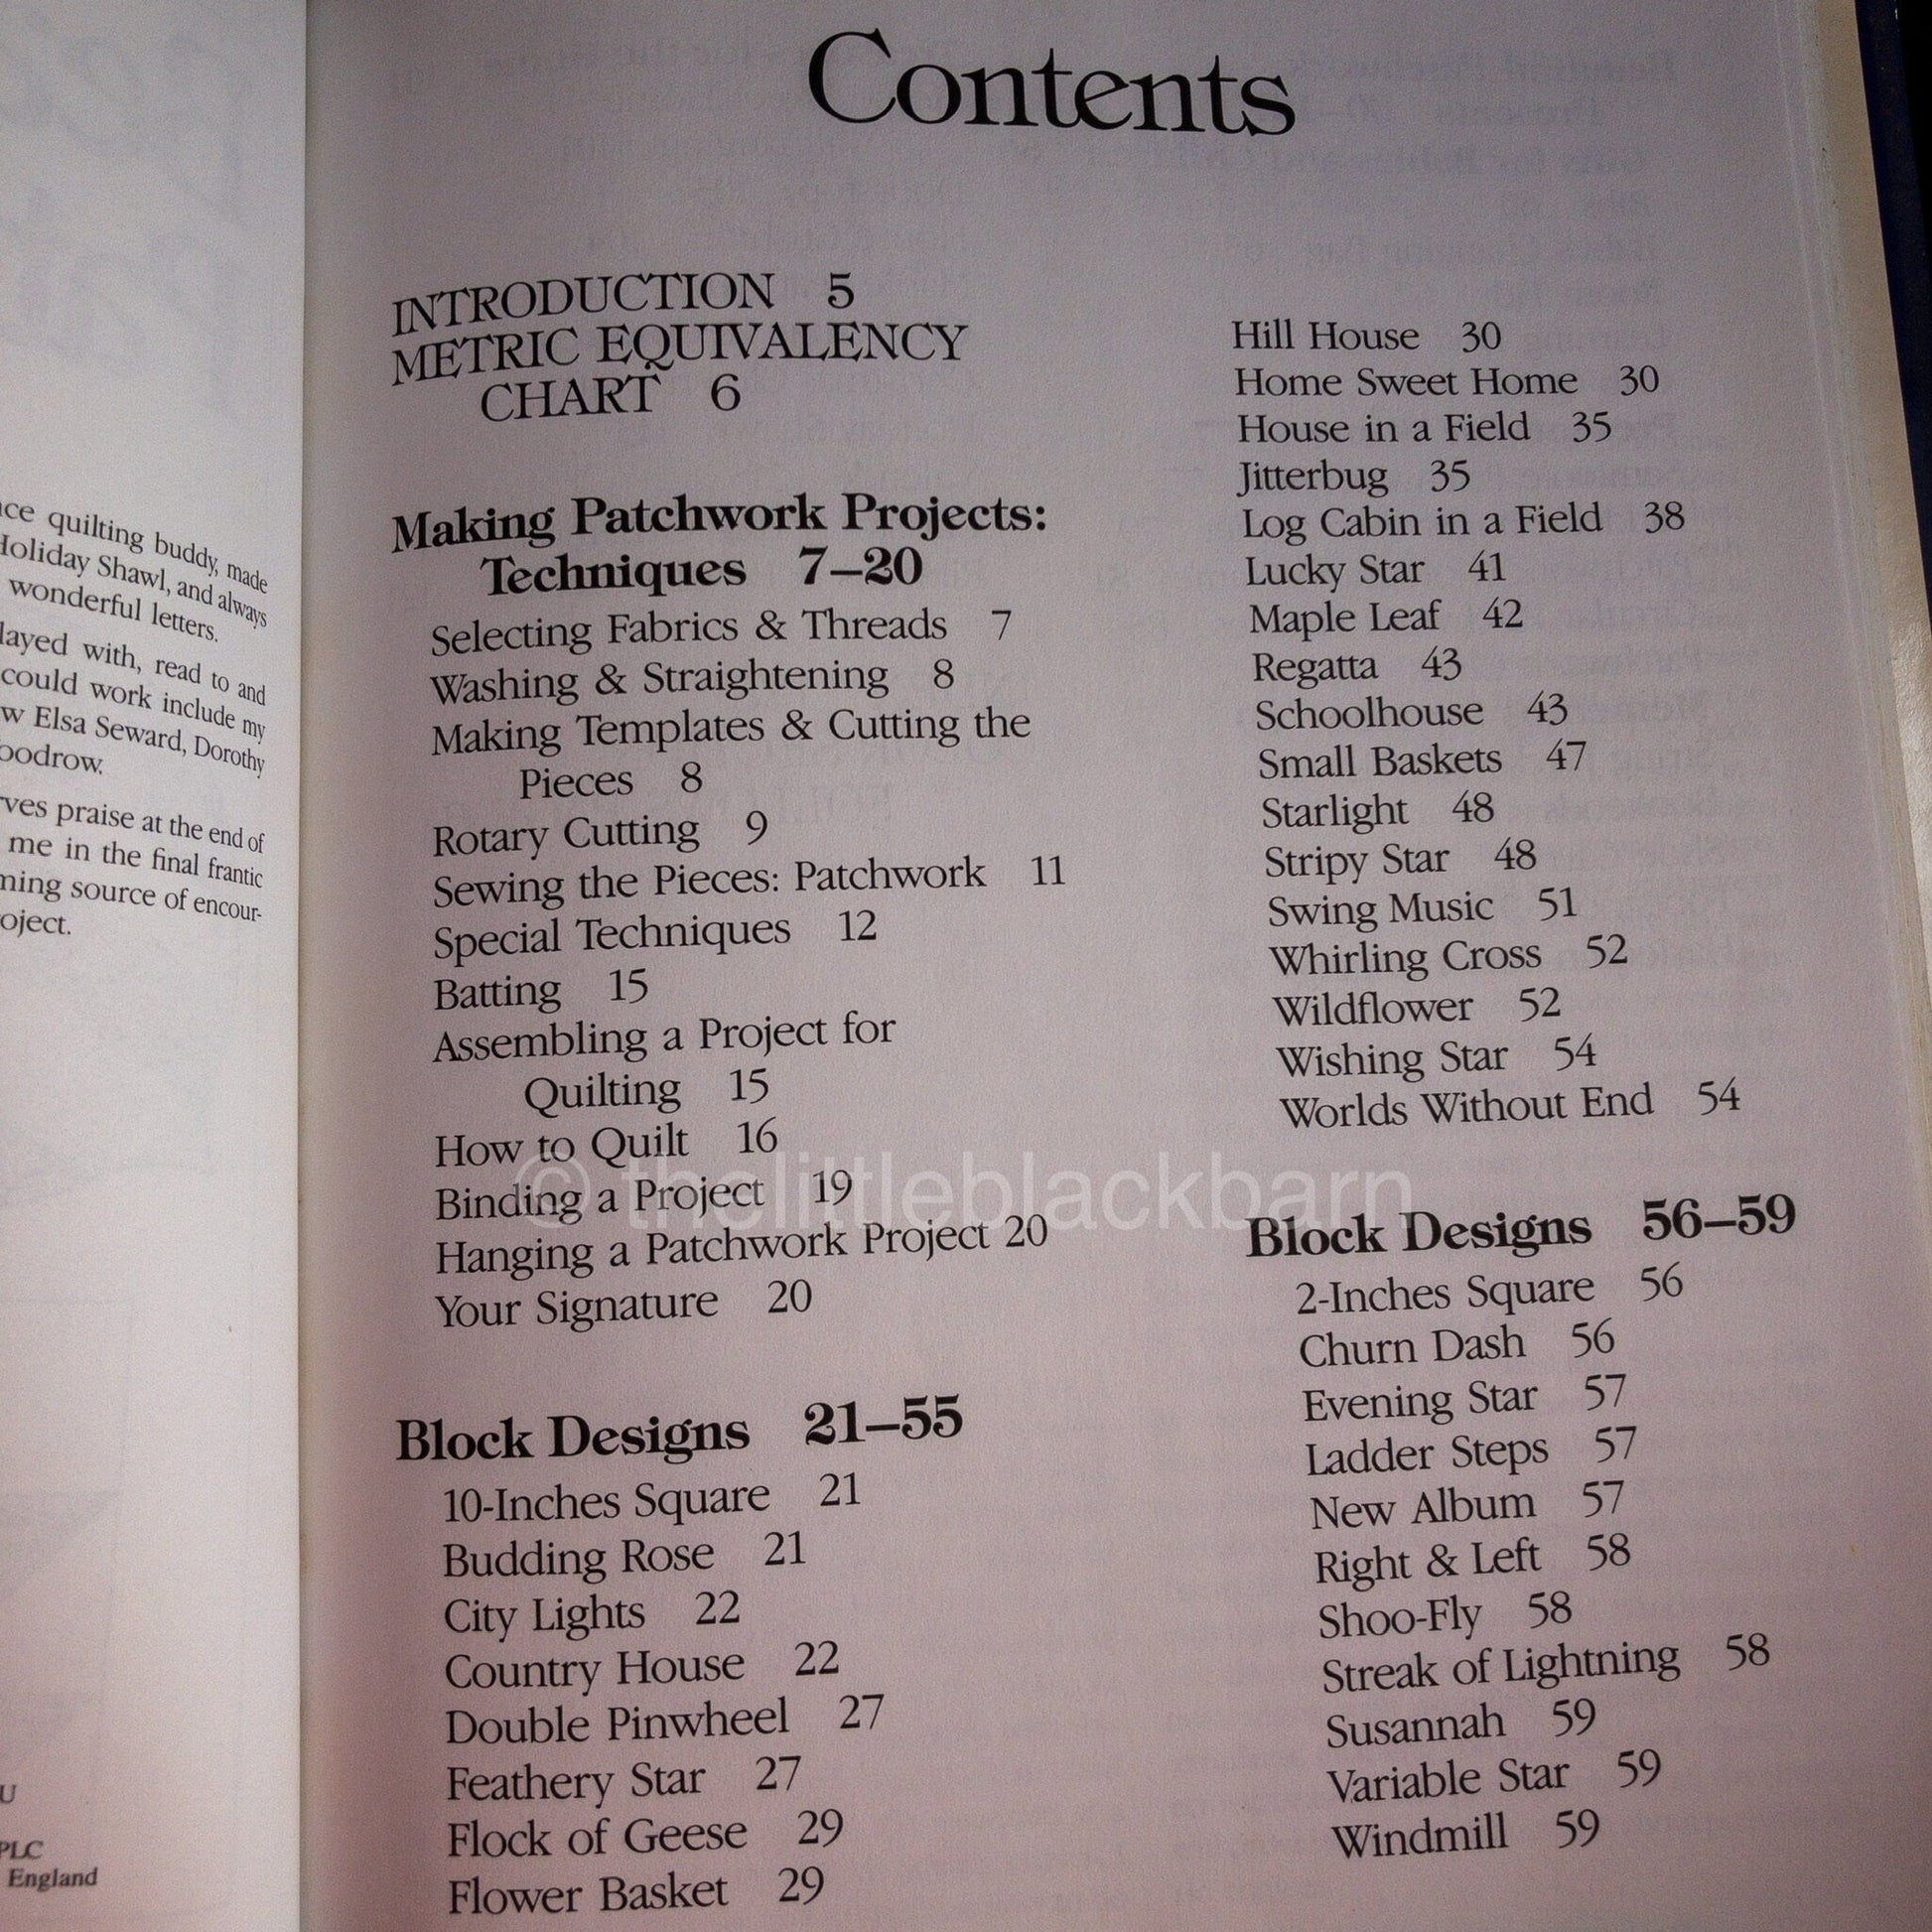 nce quilting buddy, made
Holiday Shawl, and always
wonderful letters.
layed with, read to and
could work include my
w Elsa Seward, Dorothy
oodrow.
rves praise at the end of
me in the final frantic
ming source of encour-
oject.
U
PLC
England
Contents
INTRODUCTION 5
METRIC EQUIVALENCY
CHART 6
Making Patchwork Projects:
Techniques 7–20
Selecting Fabrics & Threads 7
Washing & Straightening 8
Making Templates & Cutting the
Pieces 8
Rotary Cutting 9
Sewing the Pieces: Patchwork 11
Special Techniques 12
Batting 15
Assembling a Project for
Quilting 15
How to Quilt 16
Binding a Project 19
Hanging a Patchwork Project 20
Your Signature 20
Block Designs 21–55
10-Inches Square 21
Budding Rose 21
City Lights 22
Country House 22
Double Pinwheel 27
Feathery Star 27
Flock of Geese 29
Flower Basket 29
Hill House 30
Home Sweet Home 30
House in a Field 35
Jitterbug 35
Log Cabin in a Field 38
Lucky Star 41
Maple Leaf 42
Regatta 43
Schoolhouse 43
Small Baskets 47
Starlight 48
Stripy Star 48
Swing Music 51
Whirling Cross 52
Wildflower 52
Wishing Star 54
Worlds Without End 54
Block Designs 56–59
2-Inches Square 56
Churn Dash 56
Evening Star 57
Ladder Steps 57
New Album 57
Right & Left 58
Shoo-Fly 58
Streak of Lightning 58
Susannah 59
Variable Star 59
Windmill 59
© thelittleblackbarn